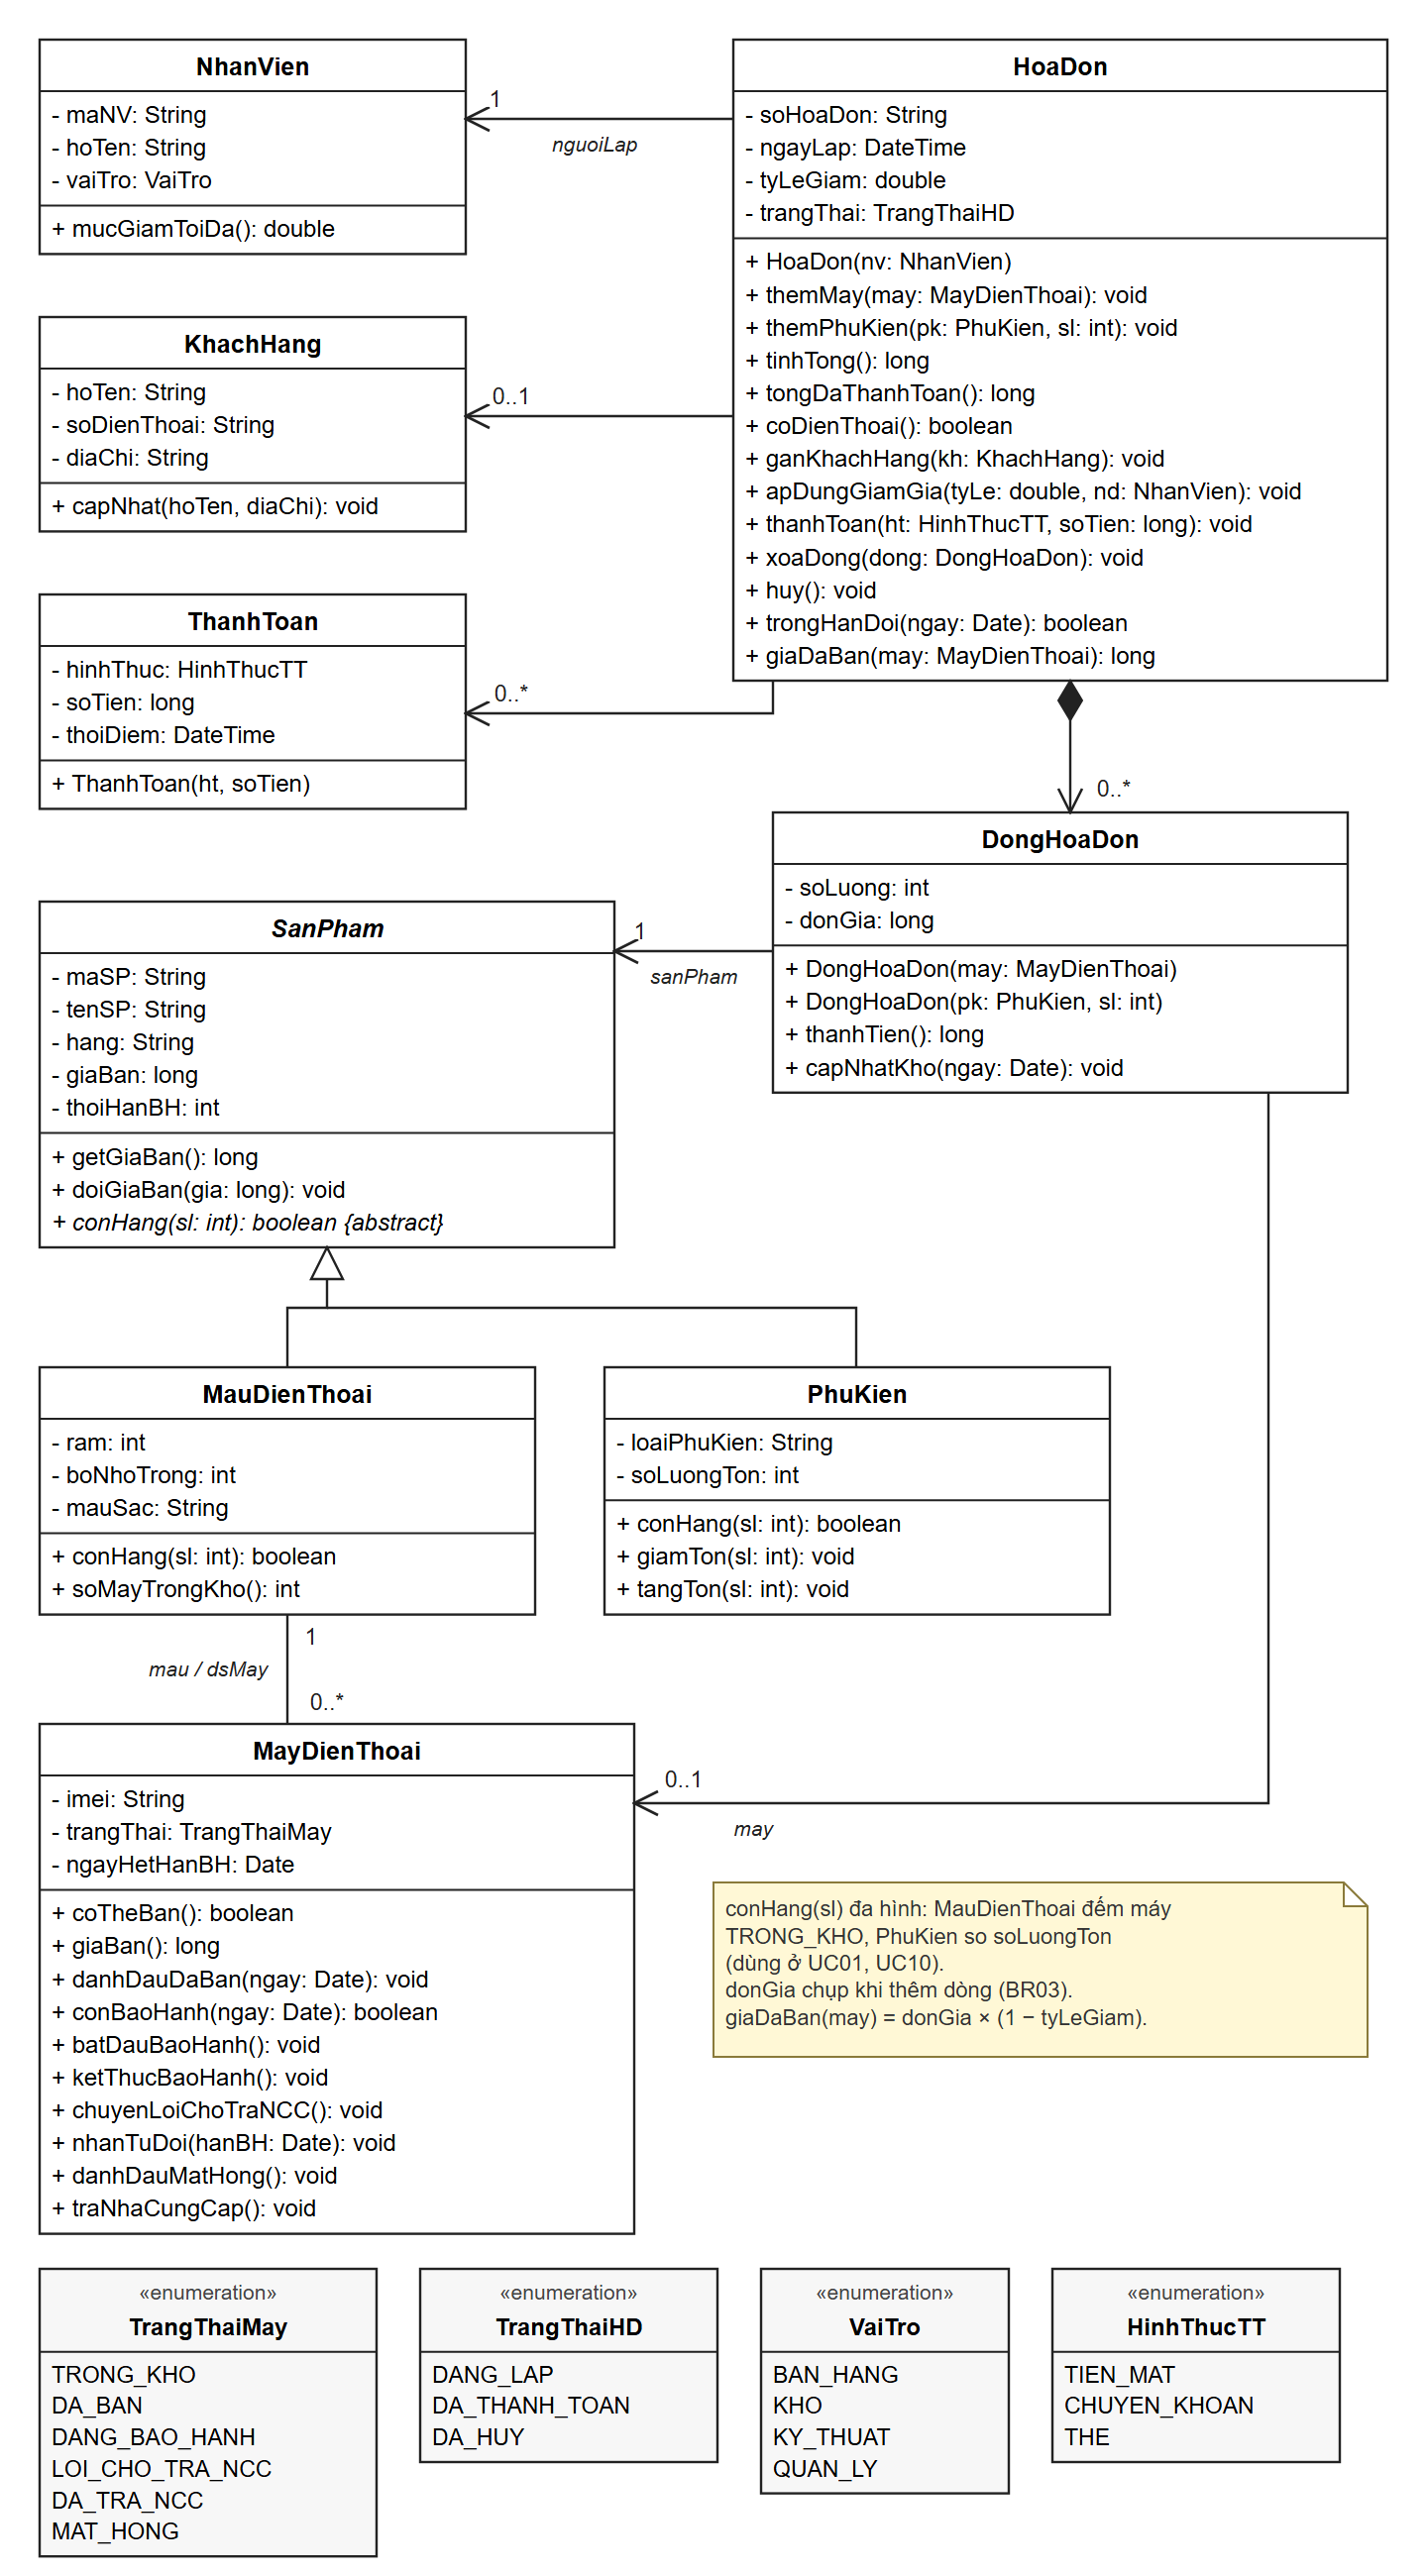 NhanVien
- maNV: String
- hoTen: String
- vaiTro: VaiTro
+ mucGiamToiDa(): double
1
nguoiLap
HoaDon
- soHoaDon: String
- ngayLap: DateTime
- tyLeGiam: double
- trangThai: TrangThaiHD
+ HoaDon(nv: NhanVien)
+ themMay(may: MayDienThoai): void
+ themPhuKien(pk: PhuKien, sl: int): void
+ tinhTong(): long
+ tongDaThanhToan(): long
+ coDienThoai(): boolean
+ ganKhachHang(kh: KhachHang): void
+ apDungGiamGia(tyLe: double, nd: NhanVien): void
+ thanhToan(ht: HinhThucTT, soTien: long): void
+ xoaDong(dong: DongHoaDon): void
+ huy(): void
+ trongHanDoi(ngay: Date): boolean
+ giaDaBan(may: MayDienThoai): long
KhachHang
- hoTen: String
- soDienThoai: String
- diaChi: String
+ capNhat(hoTen, diaChi): void
0..1
ThanhToan
- hinhThuc: HinhThucTT
- soTien: long
- thoiDiem: DateTime
+ ThanhToan(ht, soTien)
0..*
0..*
DongHoaDon
- soLuong: int
- donGia: long
+ DongHoaDon(may: MayDienThoai)
+ DongHoaDon(pk: PhuKien, sl: int)
+ thanhTien(): long
+ capNhatKho(ngay: Date): void
1
sanPham
SanPham
- maSP: String
- tenSP: String
- hang: String
- giaBan: long
- thoiHanBH: int
+ getGiaBan(): long
+ doiGiaBan(gia: long): void
+ conHang(sl: int): boolean {abstract}
MauDienThoai
- ram: int
- boNhoTrong: int
- mauSac: String
+ conHang(sl: int): boolean
+ soMayTrongKho(): int
PhuKien
- loaiPhuKien: String
- soLuongTon: int
+ conHang(sl: int): boolean
+ giamTon(sl: int): void
+ tangTon(sl: int): void
1
mau / dsMay
0..*
MayDienThoai
- imei: String
- trangThai: TrangThaiMay
- ngayHetHanBH: Date
+ coTheBan(): boolean
+ giaBan(): long
+ danhDauDaBan(ngay: Date): void
+ conBaoHanh(ngay: Date): boolean
+ batDauBaoHanh(): void
+ ketThucBaoHanh(): void
+ chuyenLoiChoTraNCC(): void
+ nhanTuDoi(hanBH: Date): void
+ danhDauMatHong(): void
+ traNhaCungCap(): void
0..1
may
conHang(sl) đa hình: MauDienThoai đếm máy
TRONG_KHO, PhuKien so soLuongTon
(dùng ở UC01, UC10).
donGia chụp khi thêm dòng (BR03).
giaDaBan(may) = donGia × (1 − tyLeGiam).
«enumeration»
TrangThaiMay
TRONG_KHO
DA_BAN
DANG_BAO_HANH
LOI_CHO_TRA_NCC
DA_TRA_NCC
MAT_HONG
«enumeration»
TrangThaiHD
DANG_LAP
DA_THANH_TOAN
DA_HUY
«enumeration»
VaiTro
BAN_HANG
KHO
KY_THUAT
QUAN_LY
«enumeration»
HinhThucTT
TIEN_MAT
CHUYEN_KHOAN
THE